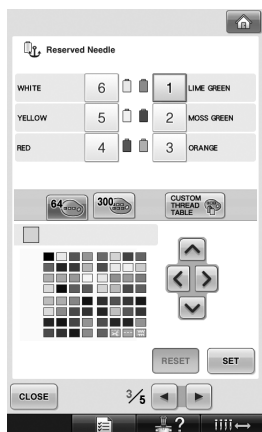 Reserved Needle
WHITE 6 1 LIME GREEN
YELLOW 5 2 MOSS GREEN
RED 4 3 ORANGE
64 300 CUSTOM
THREAD
TABLE
RESET SET
CLOSE 3/5
?